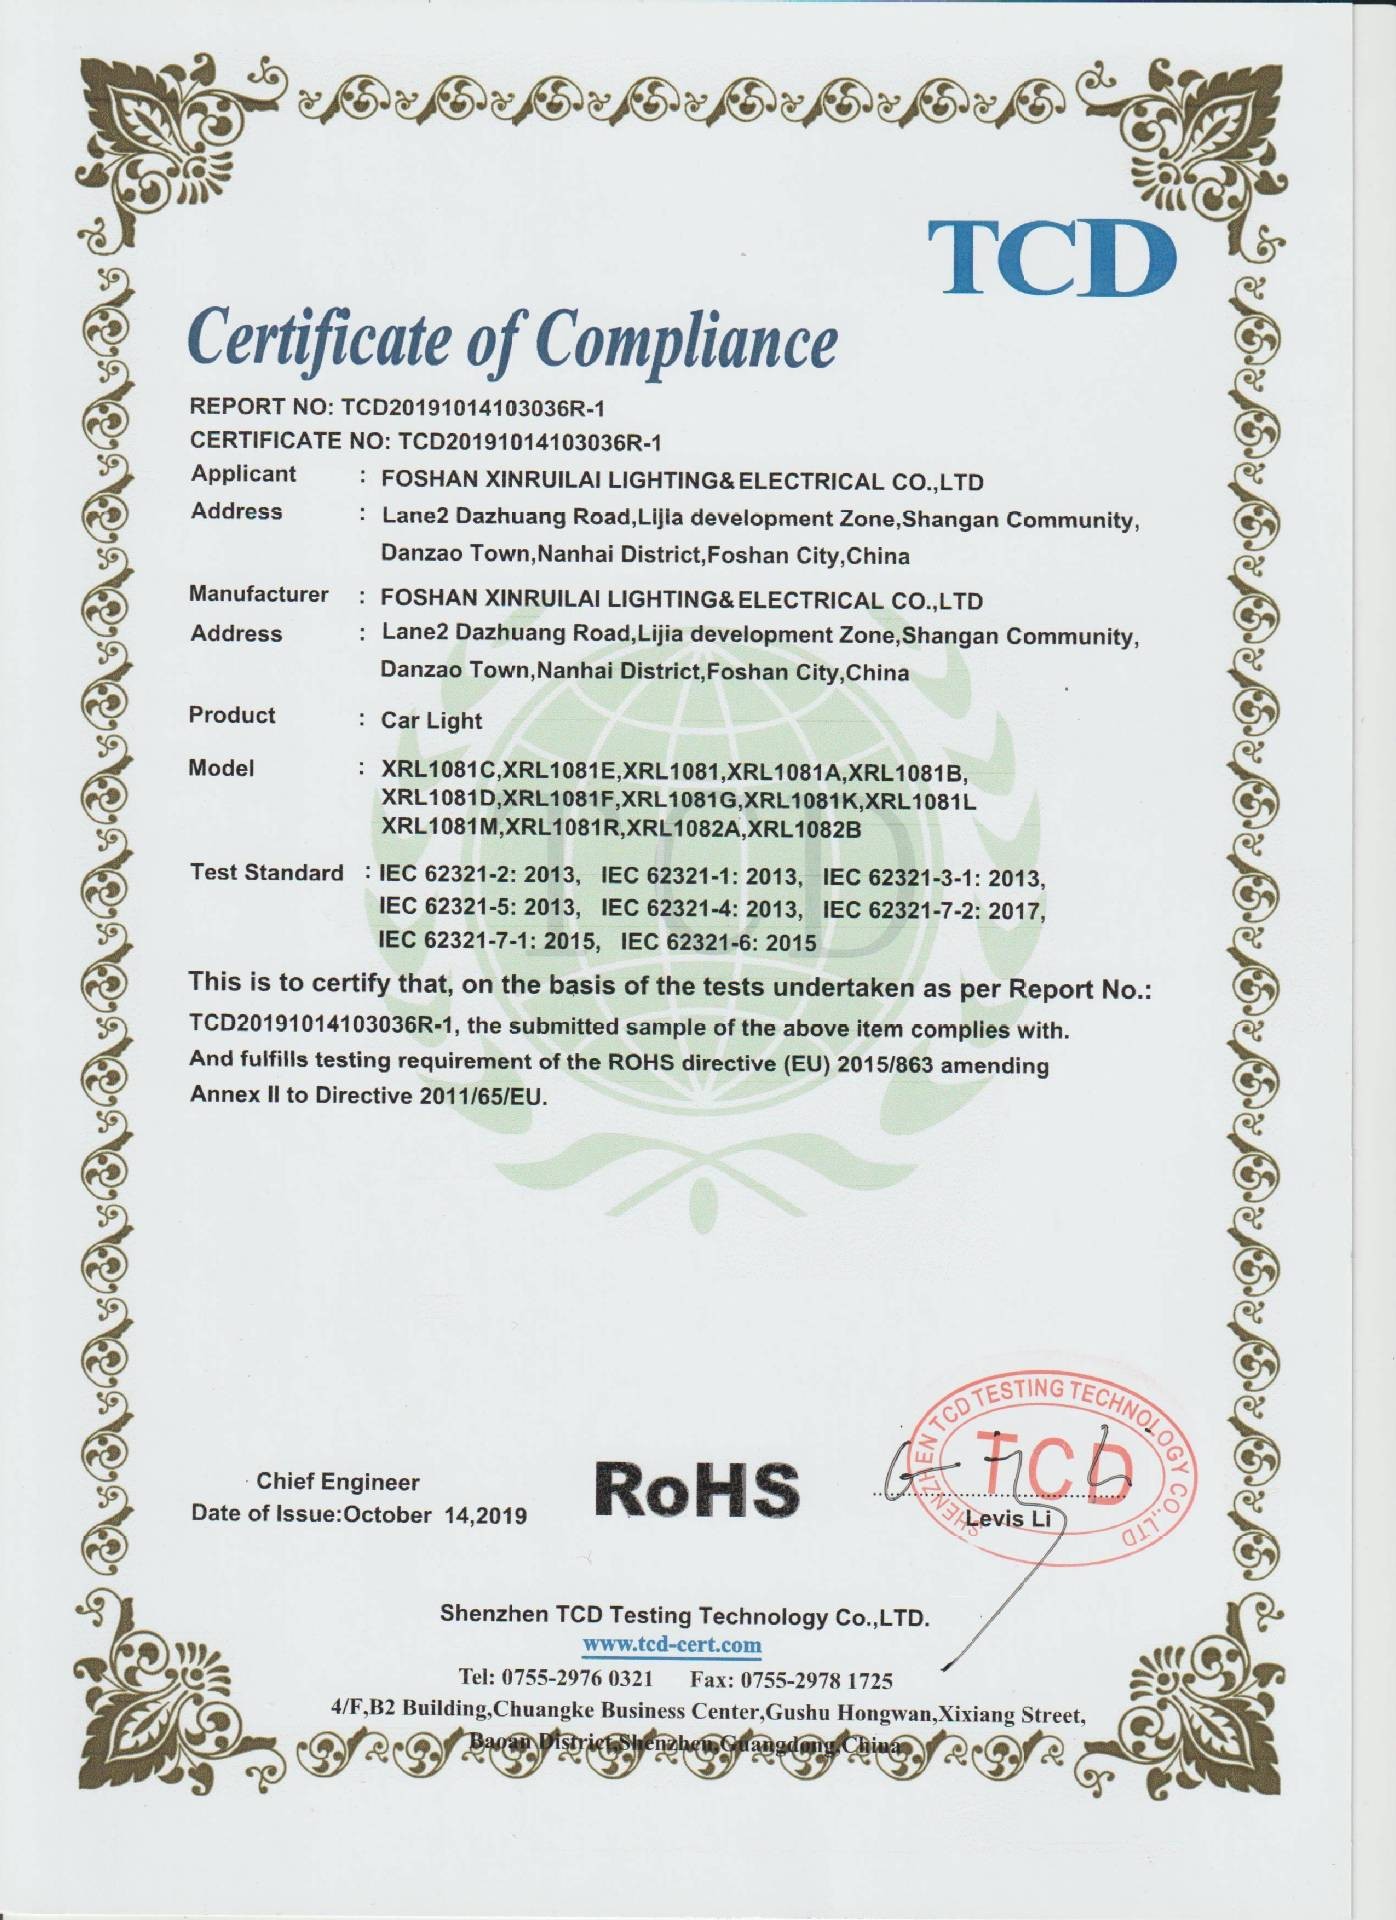 TCD
Certificate of Compliance
REPORT NO: TCD20191014103036R-1
CERTIFICATE NO: TCD20191014103036R-1
Applicant : FOSHAN XINRUILAI LIGHTING&ELECTRICAL CO.,LTD
Address : Lane2 Dazhuang Road,Lijia development Zone,Shangan Community,
Danzao Town,Nanhai District,Foshan City,China
Manufacturer : FOSHAN XINRUILAI LIGHTING&ELECTRICAL CO.,LTD
Address : Lane2 Dazhuang Road,Lijia development Zone,Shangan Community,
Danzao Town,Nanhai District,Foshan City,China
Product : Car Light
Model : XRL1081C,XRL1081E,XRL1081,XRL1081A,XRL1081B,
XRL1081D,XRL1081F,XRL1081G,XRL1081K,XRL1081L
XRL1081M,XRL1081R,XRL1082A,XRL1082B
Test Standard : IEC 62321-2: 2013, IEC 62321-1: 2013, IEC 62321-3-1: 2013,
IEC 62321-5: 2013, IEC 62321-4: 2013, IEC 62321-7-2: 2017,
IEC 62321-7-1: 2015, IEC 62321-6: 2015
TCD
This is to certify that, on the basis of the tests undertaken as per Report No.:
TCD20191014103036R-1, the submitted sample of the above item complies with.
And fulfills testing requirement of the ROHS directive (EU) 2015/863 amending
Annex II to Directive 2011/65/EU.
SHENZHEN TCD TESTING TECHNOLOGY CO.,LTD
TCD
Chief Engineer
Date of Issue:October 14,2019
RoHS
Levis Li
Shenzhen TCD Testing Technology Co.,LTD.
www.tcd-cert.com
Tel: 0755-2976 0321 Fax: 0755-2978 1725
4/F,B2 Building,Chuangke Business Center,Gushu Hongwan,Xixiang Street,
Baoan District,Shenzhen,Guangdong,China